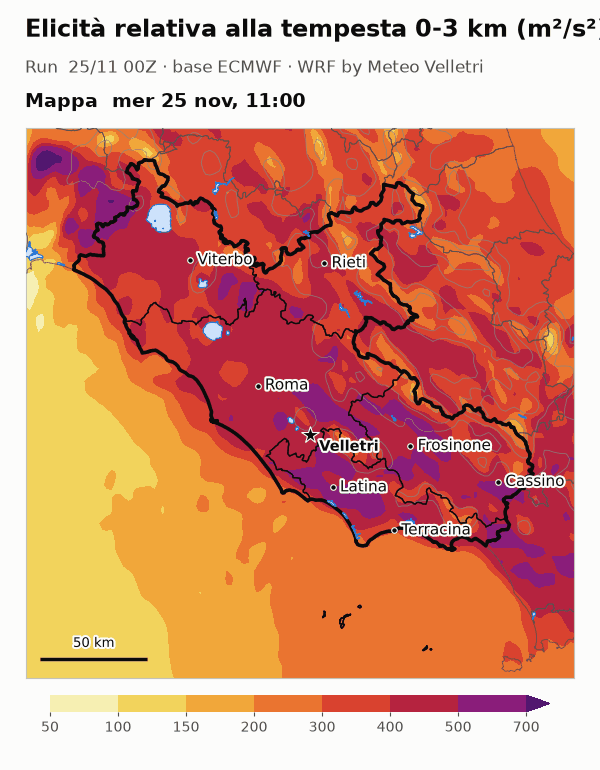 Elicità relativa alla tempesta 0-3 km (m²/s²)
Run 25/11 00Z · base ECMWF · WRF by Meteo Velletri
Mappa mer 25 nov, 11:00
Viterbo
Rieti
Roma
Velletri
Frosinone
Latina
Cassino
Terracina
50 km
50 100 150 200 300 400 500 700